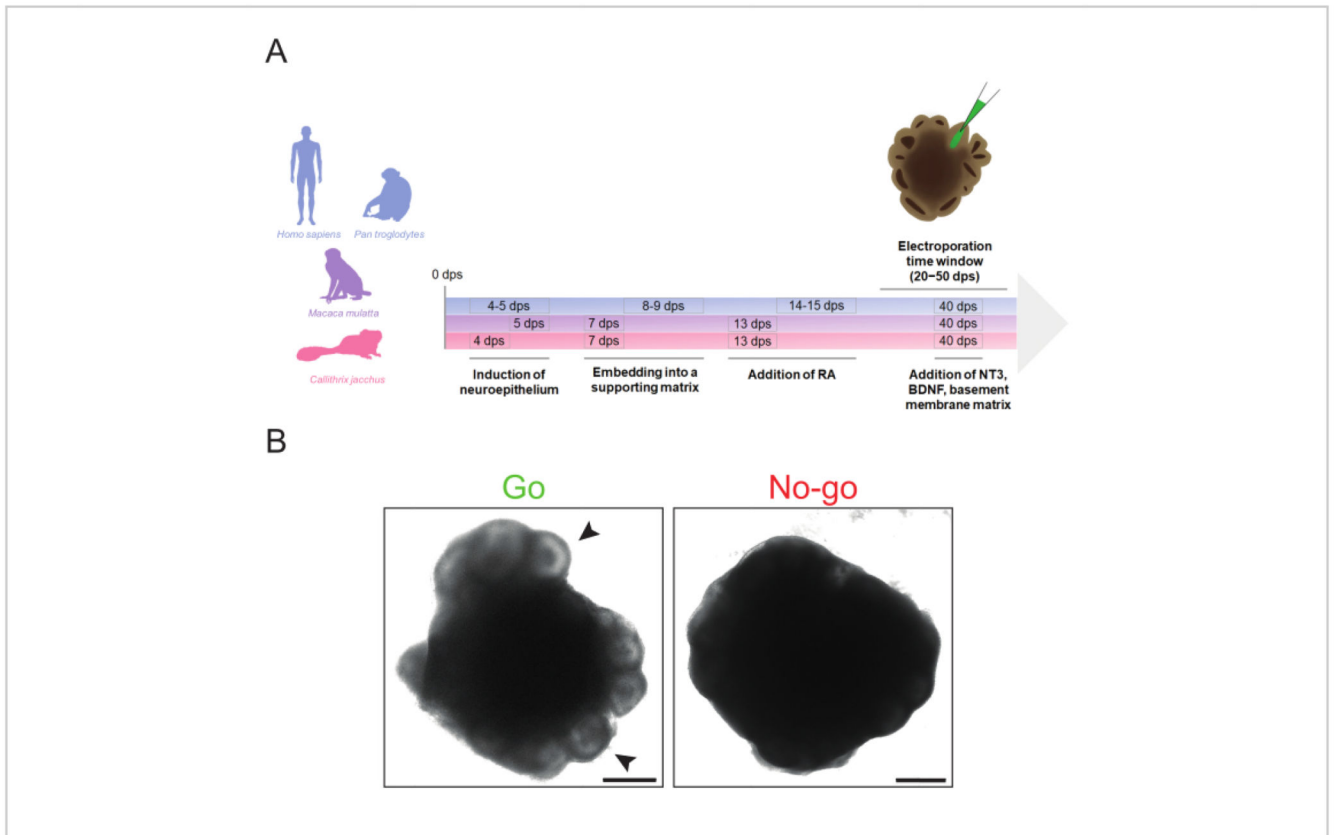 A
Homo sapiens
Pan troglodytes
Macaca mulatta
Callithrix jacchus
Electroporation
time window
(20−50 dps)
0 dps
4-5 dps
8-9 dps
14-15 dps
40 dps
5 dps
7 dps
13 dps
40 dps
4 dps
7 dps
13 dps
40 dps
Induction of
neuroepithelium
Embedding into a
supporting matrix
Addition of RA
Addition of NT3,
BDNF, basement
membrane matrix
B
Go
No-go